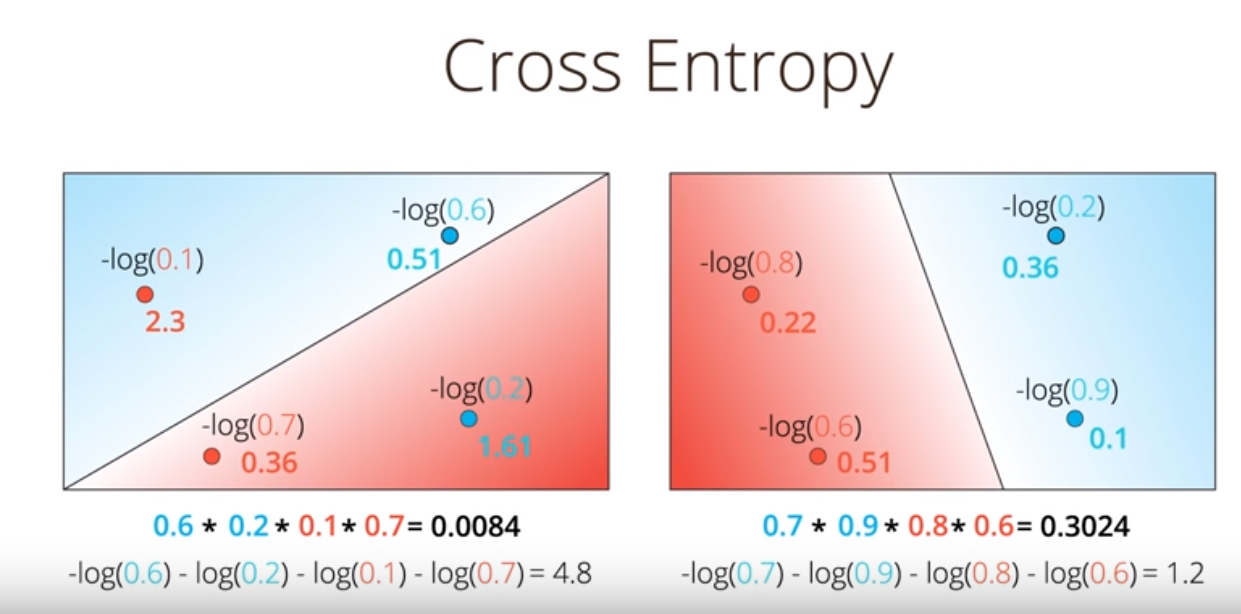 Cross Entropy
-log(0.6)
0.51
-log(0.1)
2.3
-log(0.2)
1.61
-log(0.7)
0.36
0.6 * 0.2 * 0.1 * 0.7 = 0.0084
-log(0.6) - log(0.2) - log(0.1) - log(0.7) = 4.8
-log(0.2)
0.36
-log(0.8)
0.22
-log(0.9)
0.1
-log(0.6)
0.51
0.7 * 0.9 * 0.8 * 0.6 = 0.3024
-log(0.7) - log(0.9) - log(0.8) - log(0.6) = 1.2